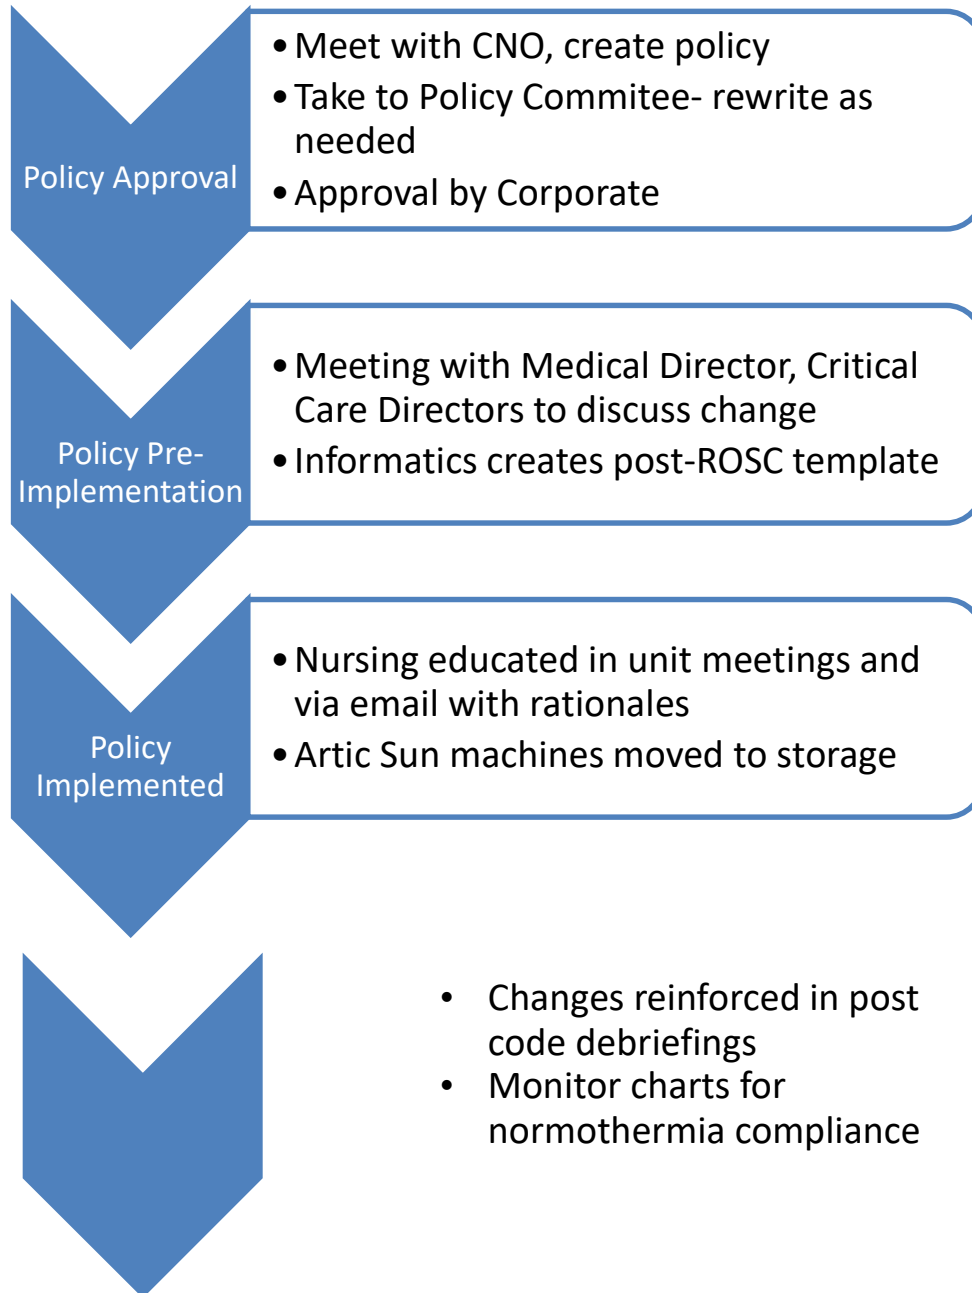 Policy Approval
• Meet with CNO, create policy
• Take to Policy Commitee- rewrite as
needed
• Approval by Corporate
Policy Pre-
Implementation
• Meeting with Medical Director, Critical
Care Directors to discuss change
• Informatics creates post-ROSC template
Policy
Implemented
• Nursing educated in unit meetings and
via email with rationales
• Artic Sun machines moved to storage
• Changes reinforced in post
code debriefings
• Monitor charts for
normothermia compliance